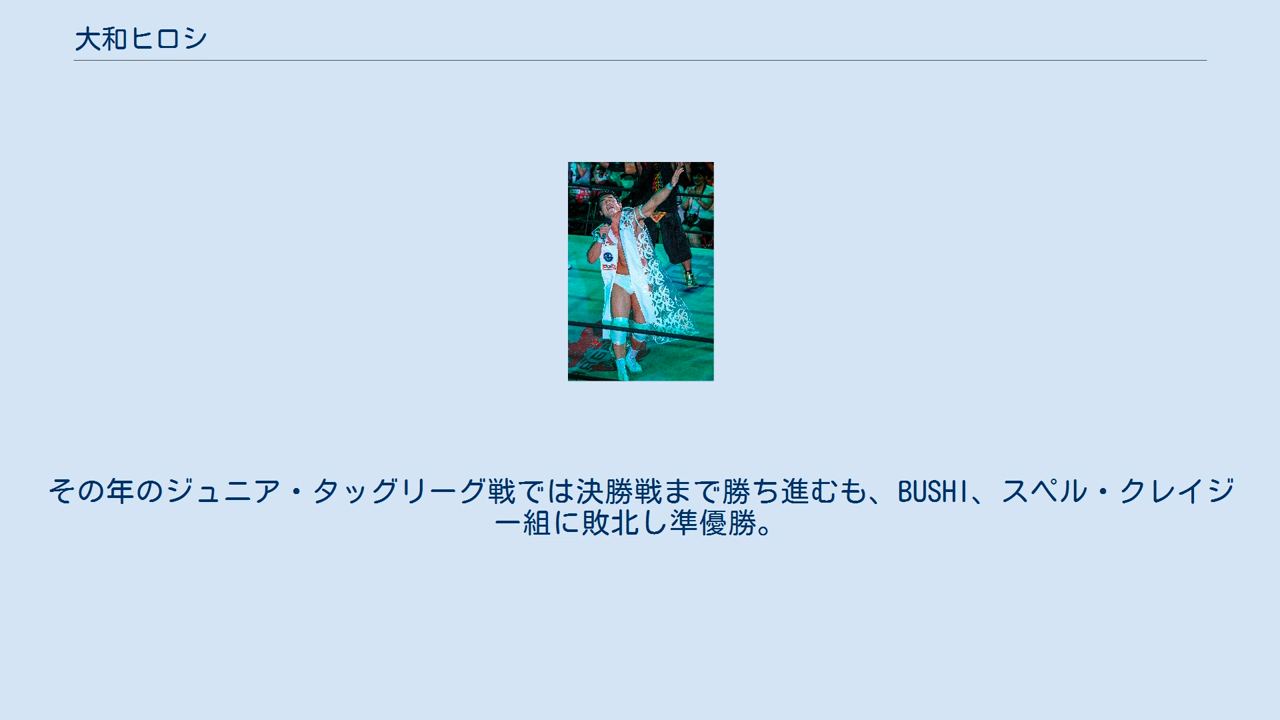 大和ヒロシ
その年のジュニア・タッグリーグ戦では決勝戦まで勝ち進むも、BUSHI、スペル・クレイジ
ー組に敗北し準優勝。